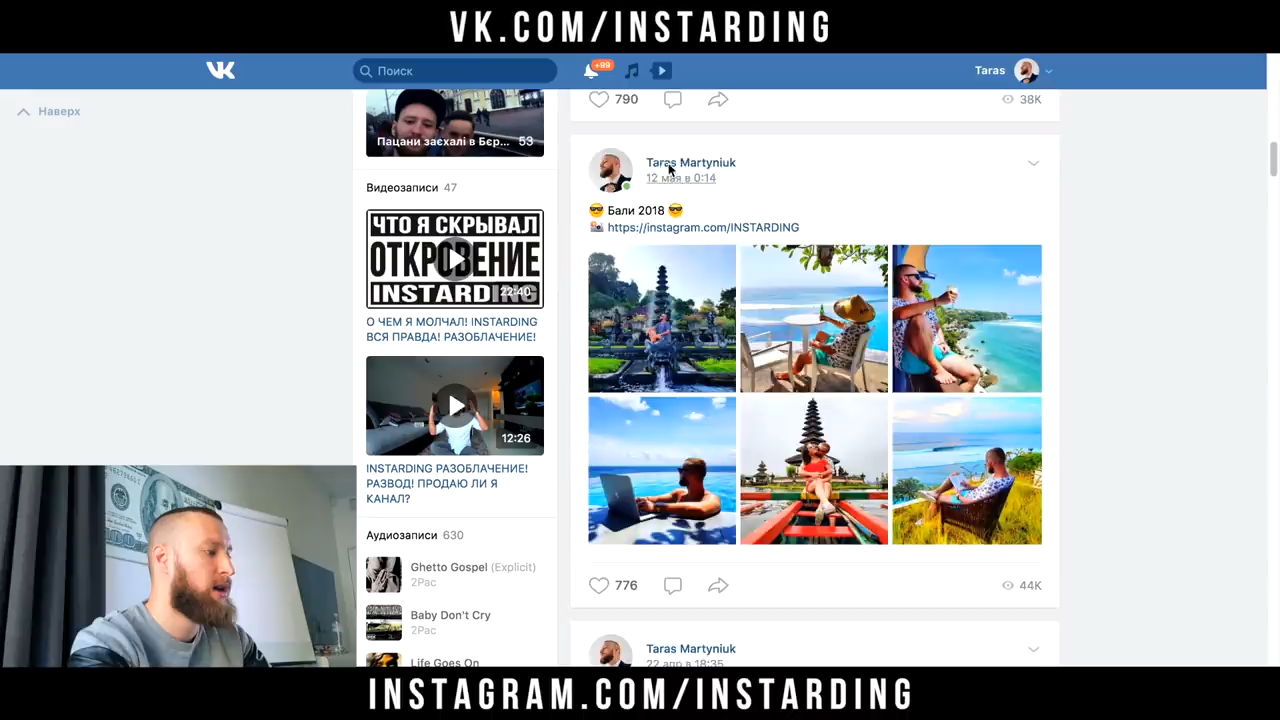 VK.COM/INSTARDING
Поиск
+99
Taras
Наверх
790
38K
Пацани заєхалі в Бєр... 53
Видеозаписи 47
ЧТО Я СКРЫВАЛ
ОТКРОВЕНИЕ
INSTARDING
22:40
О ЧЕМ Я МОЛЧАЛ! INSTARDING
ВСЯ ПРАВДА! РАЗОБЛАЧЕНИЕ!
12:26
INSTARDING РАЗОБЛАЧЕНИЕ!
РАЗВОД! ПРОДАЮ ЛИ Я
КАНАЛ?
Аудиозаписи 630
Ghetto Gospel (Explicit)
2Pac
Baby Don't Cry
2Pac
Life Goes On
Taras Martyniuk
12 мая в 0:14
😎 Бали 2018 😎
https://instagram.com/INSTARDING
776
44K
Taras Martyniuk
22 апр в 18:35
INSTAGRAM.COM/INSTARDING